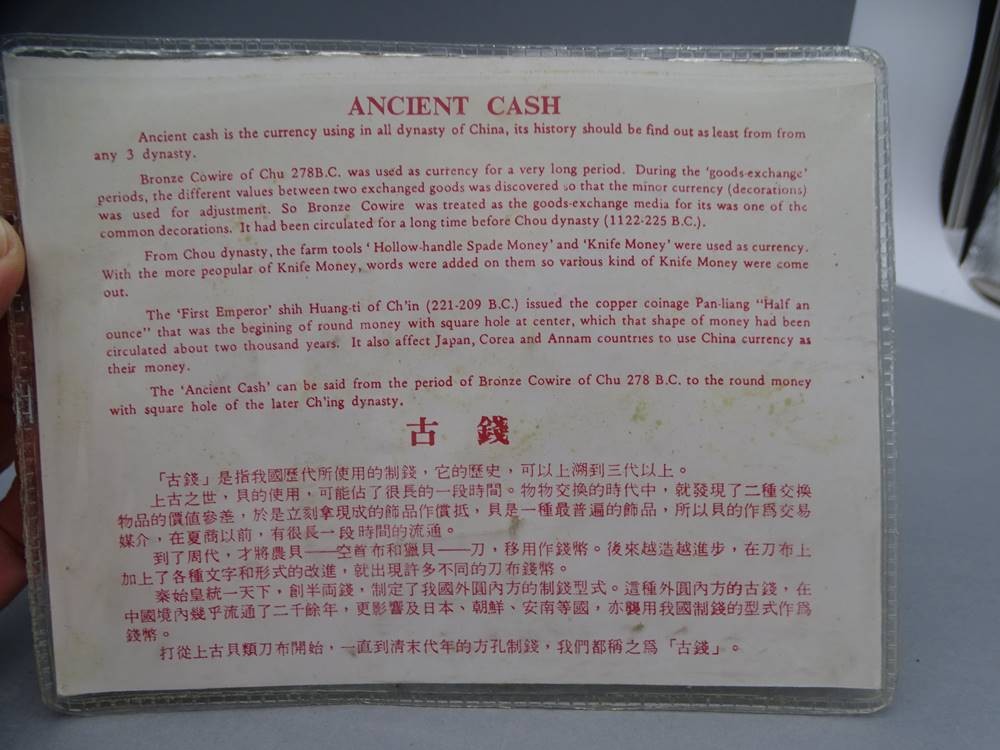 ANCIENT CASH
Ancient cash is the currency using in all dynasty of China, its history should be find out as least from from
any 3 dynasty.
Bronze Cowire of Chu 278B.C. was used as currency for a very long period. During the 'goods-exchange'
periods, the different values between two exchanged goods was discovered so that the minor currency (decorations)
was used for adjustment. So Bronze Cowire was treated as the goods-exchange media for its was one of the
common decorations. It had been circulated for a long time before Chou dynasty (1122-225 B.C.).
From Chou dynasty, the farm tools ‘Hollow-handle Spade Money’ and ‘Knife Money’ were used as currency.
With the more peopular of Knife Money, words were added on them so various kind of Knife Money were come
out.
The ‘First Emperor’ shih Huang-ti of Ch'in (221-209 B.C.) issued the copper coinage Pan-liang “Half an
ounce” that was the begining of round money with square hole at center, which that shape of money had been
circulated about two thousand years. It also affect Japan, Corea and Annam countries to use China currency as
their money.
The ‘Ancient Cash’ can be said from the period of Bronze Cowire of Chu 278 B.C. to the round money
with square hole of the later Ch'ing dynasty.
古錢
「古錢」是指我國歷代所使用的制錢，它的歷史，可以上溯到三代以上。
上古之世，貝的使用，可能佔了很長的一段時間。物物交換的時代中，就發現了二種交換
物品的價值參差，於是立刻拿現成的飾品作償抵，貝是一種最普遍的飾品，所以貝的作爲交易
媒介，在夏商以前，有很長一段時間的流通。
到了周代，才將農貝——空首布和獵貝——刀，移用作錢幣。後來越造越進步，在刀布上
加上了各種文字和形式的改進，就出現許多不同的刀布錢幣。
秦始皇統一天下，創半両錢，制定了我國外圓內方的制錢型式。這種外圓內方的古錢，在
中國境內幾乎流通了二千餘年，更影響及日本、朝鮮、安南等國，亦襲用我國制錢的型式作爲
錢幣。
打從上古貝類刀布開始，一直到清末代年的方孔制錢，我們都稱之爲「古錢」。